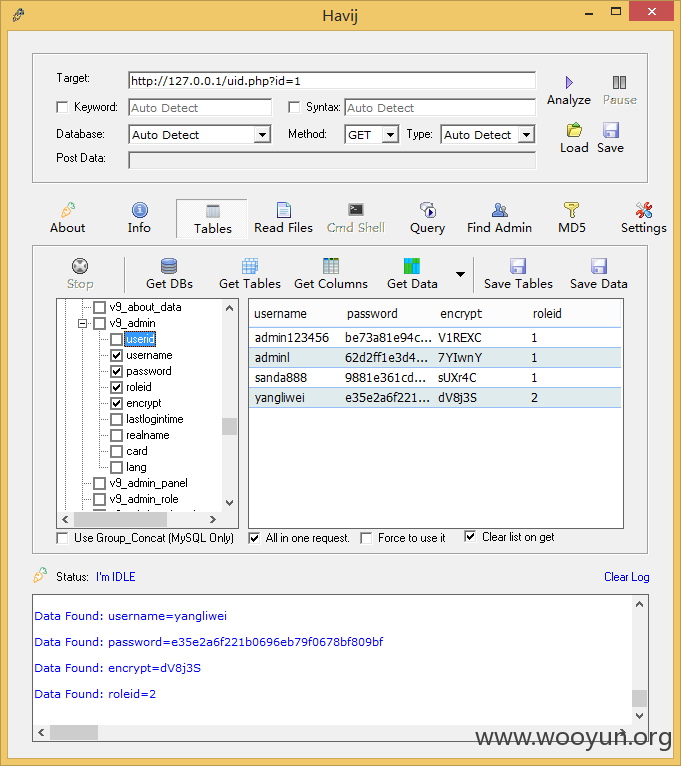 Havij
Target: http://127.0.0.1/uid.php?id=1
Analyze Pause
Keyword: Auto Detect Syntax: Auto Detect
Database: Auto Detect Method: GET Type: Auto Detect
Load Save
Post Data:
About Info Tables Read Files Cmd Shell Query Find Admin MD5 Settings
Stop Get DBs Get Tables Get Columns Get Data Save Tables Save Data
v9_about_data
v9_admin
userid
username
password
roleid
encrypt
lastlogintime
realname
card
lang
v9_admin_panel
v9_admin_role
username password encrypt roleid
admin123456 be73a81e94c... V1REXC 1
adminl 62d2ff1e3d4... 7YIwnY 1
sanda888 9881e361cd... sUXr4C 1
yangliwei e35e2a6f221... dV8j3S 2
Use Group_Concat (MySQL Only) All in one request. Force to use it Clear list on get
Status: I'm IDLE Clear Log
Data Found: username=yangliwei
Data Found: password=e35e2a6f221b0696eb79f0678bf809bf
Data Found: encrypt=dV8j3S
Data Found: roleid=2
www.wooyun.org